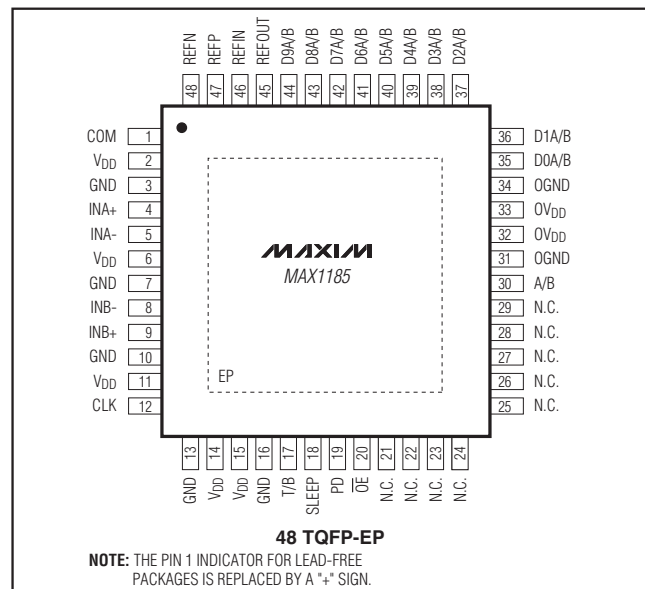 REFN
REFP
REFIN
REFOUT
D9A/B
D8A/B
D7A/B
D6A/B
D5A/B
D4A/B
D3A/B
D2A/B
48
47
46
45
44
43
42
41
40
39
38
37
COM 1
VDD 2
GND 3
INA+ 4
INA- 5
VDD 6
GND 7
INB- 8
INB+ 9
GND 10
VDD 11
CLK 12
MAXIM
MAX1185
EP
36 D1A/B
35 D0A/B
34 OGND
33 OVDD
32 OVDD
31 OGND
30 A/B
29 N.C.
28 N.C.
27 N.C.
26 N.C.
25 N.C.
13
14
15
16
17
18
19
20
21
22
23
24
GND
VDD
VDD
GND
T/B
SLEEP
PD
OE
N.C.
N.C.
N.C.
N.C.
48 TQFP-EP
NOTE: THE PIN 1 INDICATOR FOR LEAD-FREE
PACKAGES IS REPLACED BY A "+" SIGN.